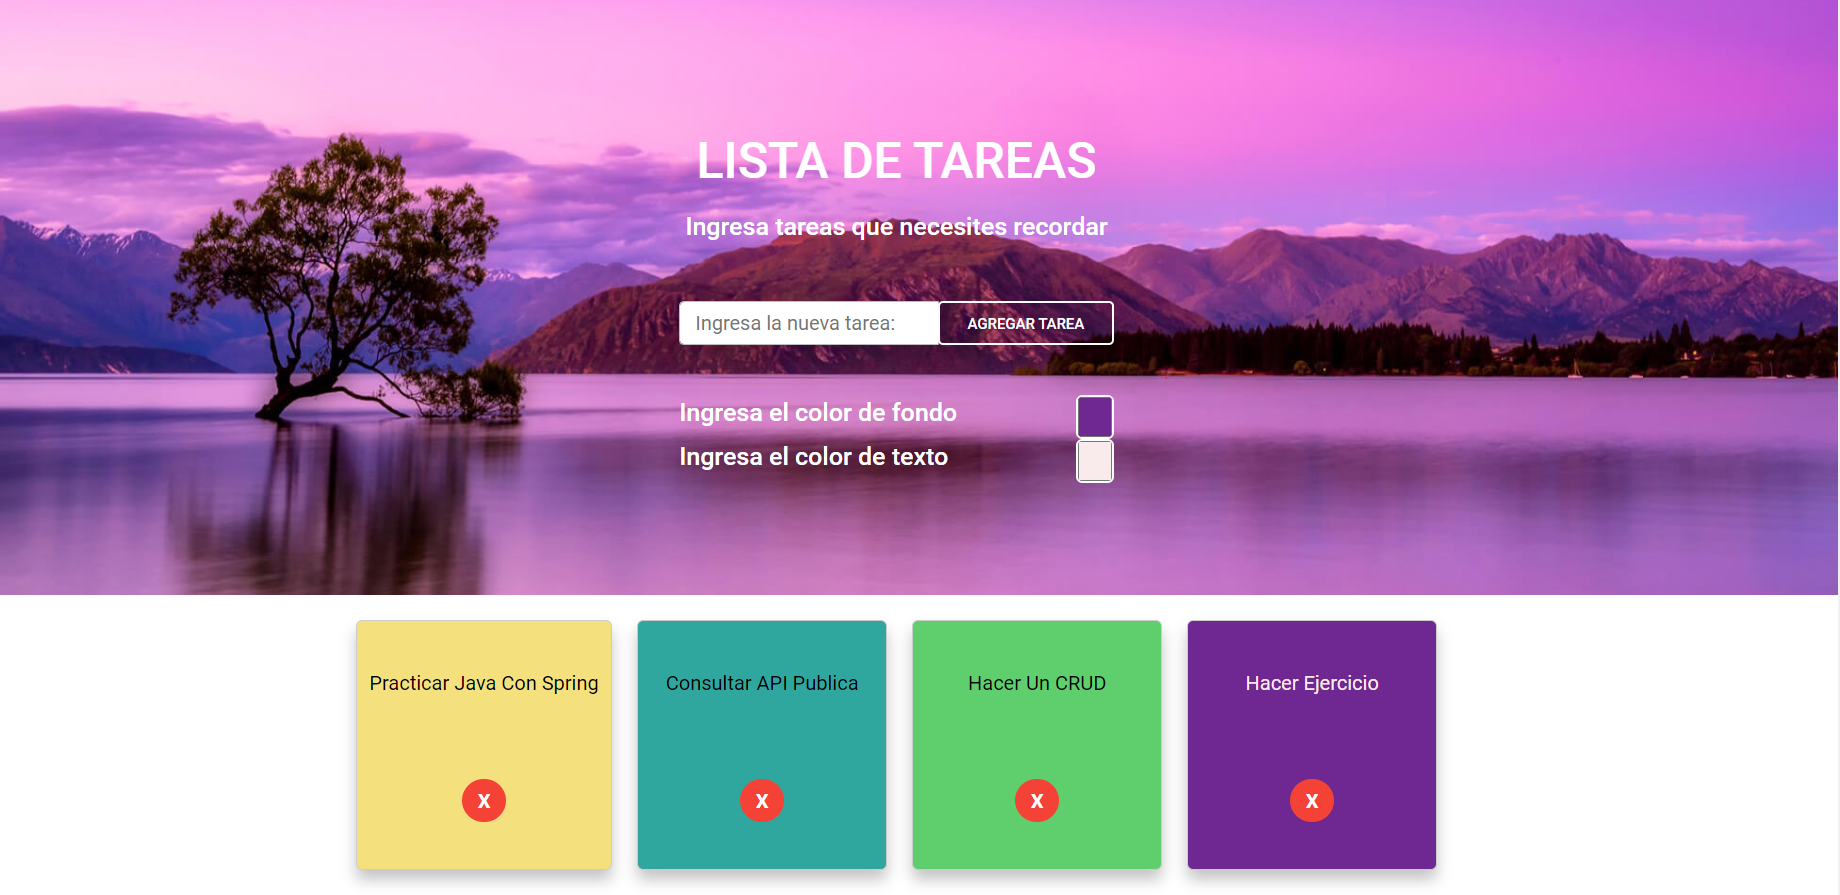 LISTA DE TAREAS
Ingresa tareas que necesites recordar
Ingresa la nueva tarea:
AGREGAR TAREA
Ingresa el color de fondo
Ingresa el color de texto
Practicar Java Con Spring
Consultar API Publica
Hacer Un CRUD
Hacer Ejercicio
X
X
X
X